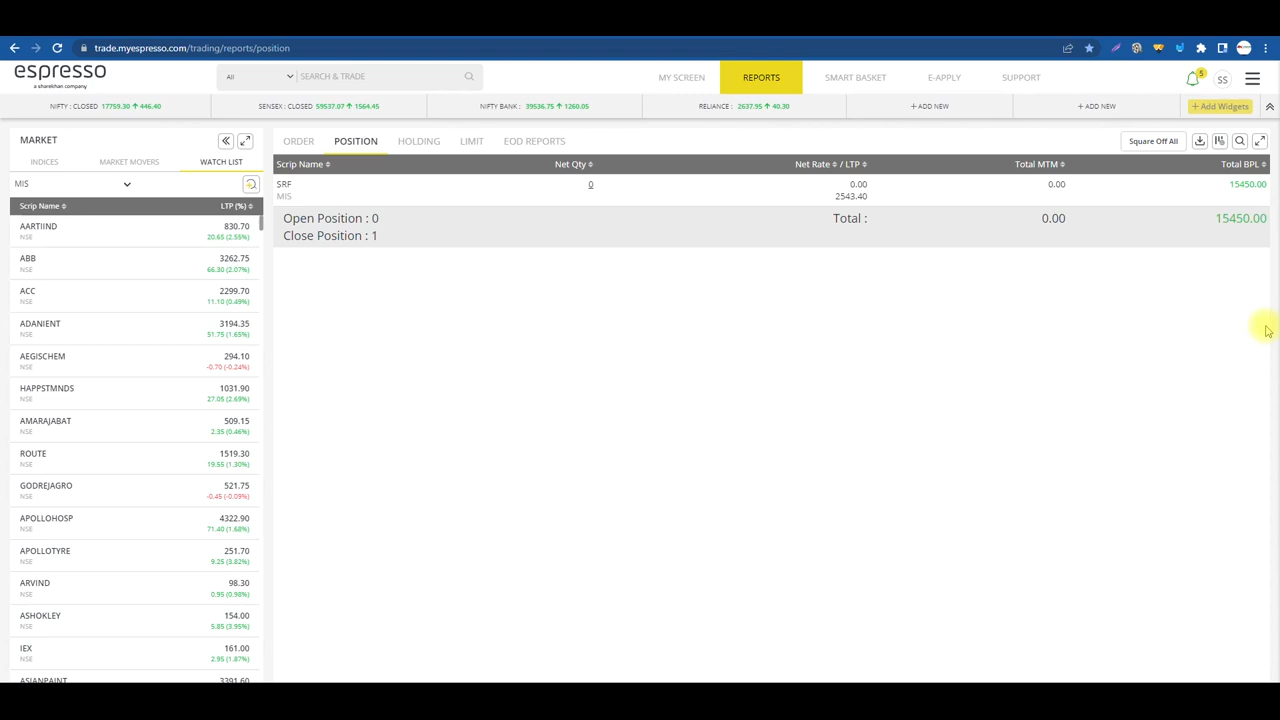 trade.myespresso.com/trading/reports/position
espresso
a sharekhan company
All
SEARCH & TRADE
MY SCREEN
REPORTS
SMART BASKET
E-APPLY
SUPPORT
5
SS
NIFTY : CLOSED 17759.30 ↑ 446.40
SENSEX : CLOSED 59537.07 ↑ 1564.45
NIFTY BANK : 39536.75 ↑ 1260.05
RELIANCE : 2637.95 ↑ 40.30
+ ADD NEW
+ ADD NEW
+ Add Widgets
MARKET
INDICES
MARKET MOVERS
WATCH LIST
MIS
Scrip Name LTP (%)
AARTIIND 830.70
NSE 20.65 (2.55%)
ABB 3262.75
NSE 66.30 (2.07%)
ACC 2299.70
NSE 11.10 (0.49%)
ADANIENT 3194.35
NSE 51.75 (1.65%)
AEGISCHEM 294.10
NSE -0.70 (-0.24%)
HAPPSTMNDS 1031.90
NSE 27.05 (2.69%)
AMARAJABAT 509.15
NSE 2.35 (0.46%)
ROUTE 1519.30
NSE 19.55 (1.30%)
GODREJAGRO 521.75
NSE -0.45 (-0.09%)
APOLLOHOSP 4322.90
NSE 71.40 (1.68%)
APOLLOTYRE 251.70
NSE 9.25 (3.82%)
ARVIND 98.30
NSE 0.95 (0.98%)
ASHOKLEY 154.00
NSE 5.85 (3.95%)
IEX 161.00
NSE 2.95 (1.87%)
ASIANPAINT 3391.60
ORDER
POSITION
HOLDING
LIMIT
EOD REPORTS
Square Off All
Scrip Name Net Qty Net Rate / LTP Total MTM Total BPL
SRF 0 0.00 0.00 15450.00
MIS 2543.40
Open Position : 0 Total : 0.00 15450.00
Close Position : 1